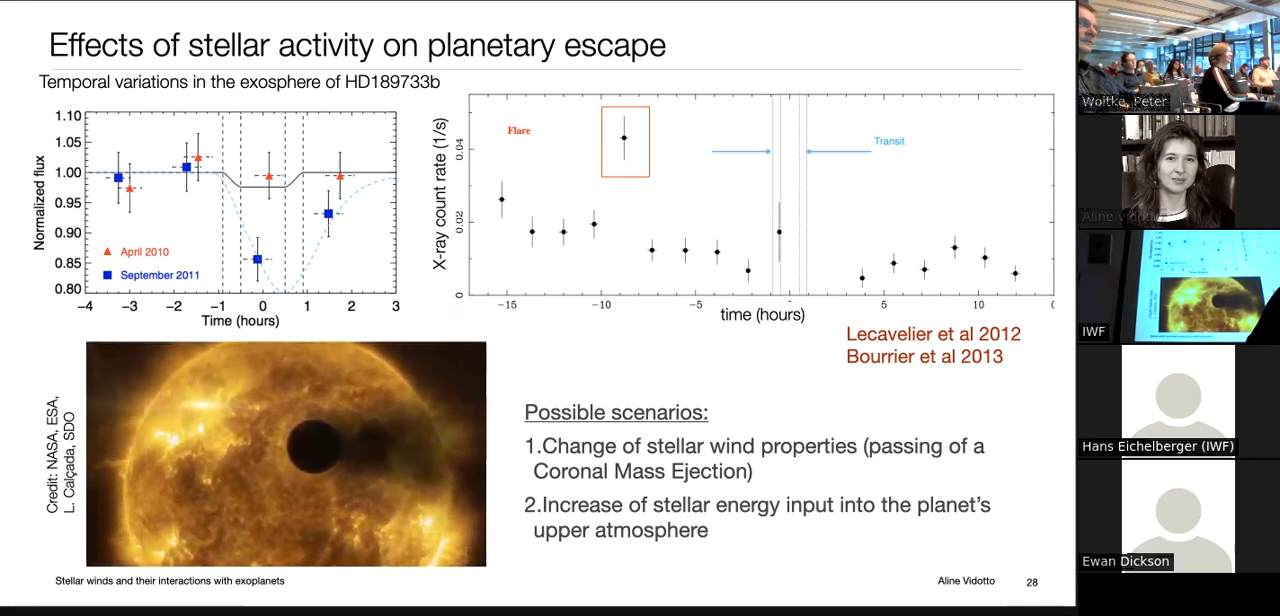 Effects of stellar activity on planetary escape
Temporal variations in the exosphere of HD189733b
1.10
1.05
1.00
0.95
0.90
0.85
0.80
Normalized flux
April 2010
September 2011
−4 −3 −2 −1 0 1 2 3
Time (hours)
X-ray count rate (1/s)
0.04
0.02
0
Flare
Transit
−15 −10 −5 5 10
time (hours)
Lecavelier et al 2012
Bourrier et al 2013
Credit: NASA, ESA,
L. Calçada, SDO
Possible scenarios:
1.Change of stellar wind properties (passing of a
Coronal Mass Ejection)
2.Increase of stellar energy input into the planet's
upper atmosphere
Stellar winds and their interactions with exoplanets
Aline Vidotto
28
Woitke, Peter
Aline Vidotto
IWF
Hans Eichelberger (IWF)
Ewan Dickson